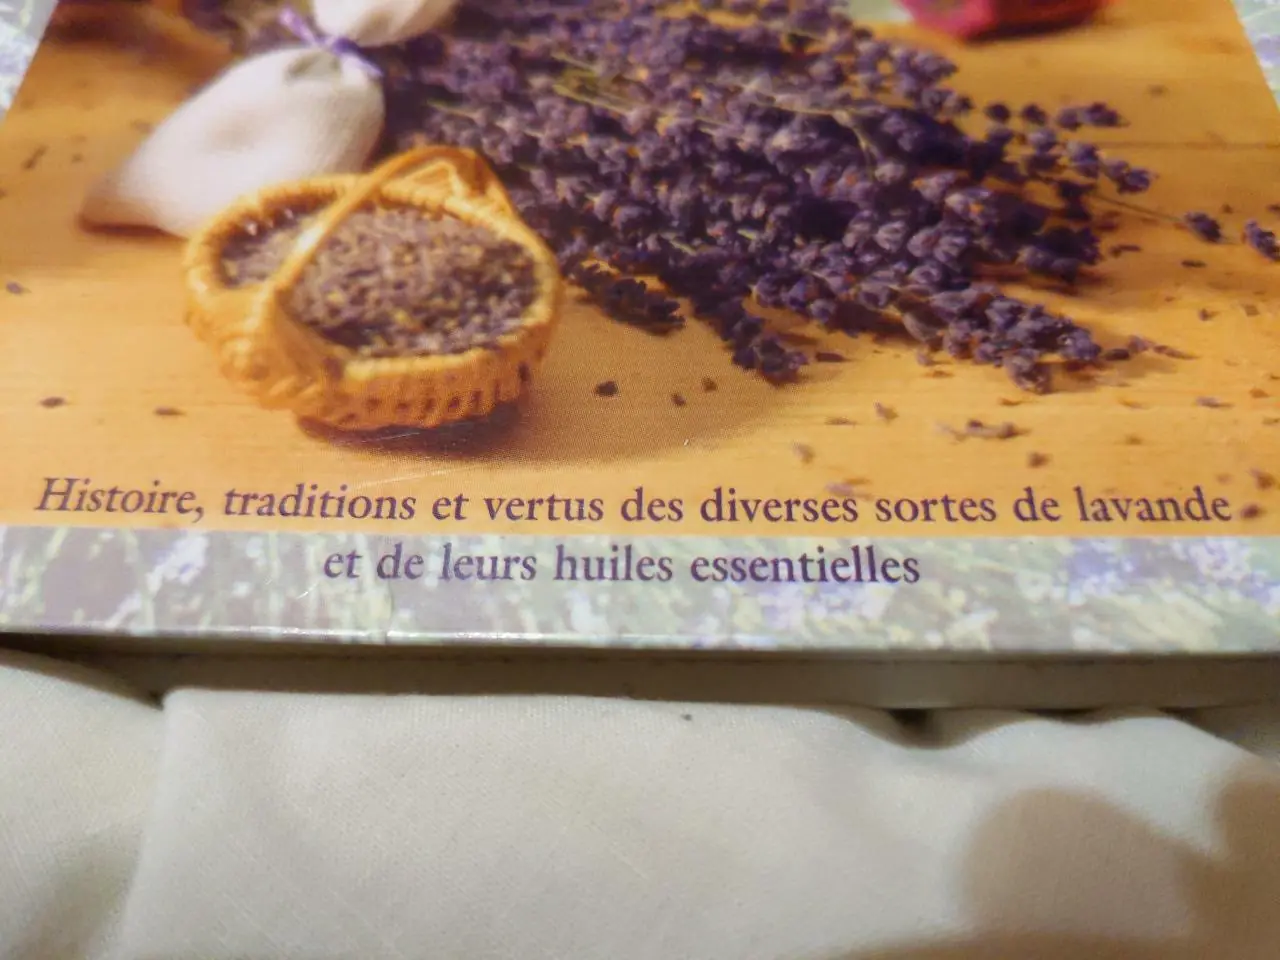 Histoire, traditions et vertus des diverses sortes de lavande
et de leurs huiles essentielles